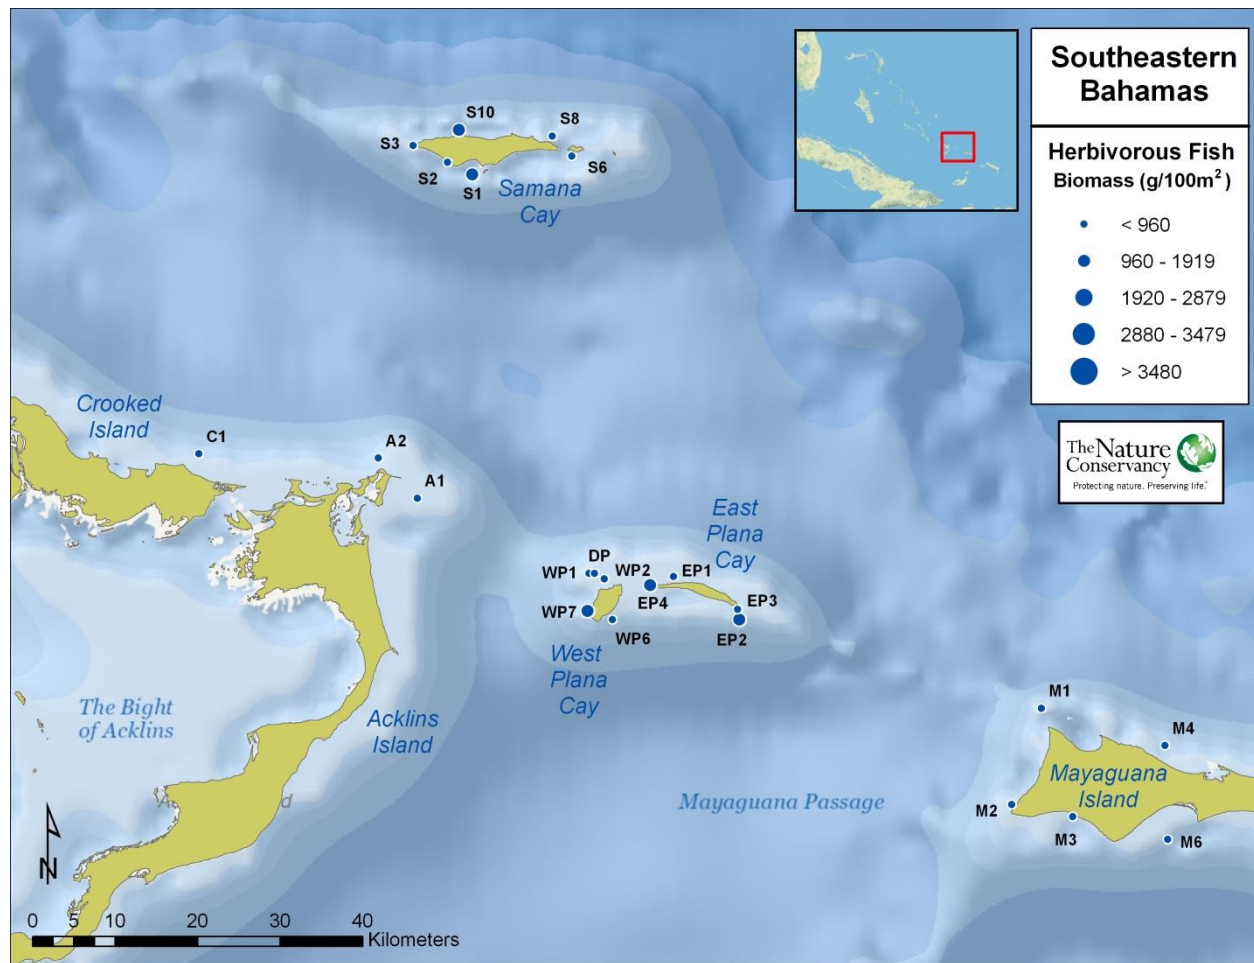 Southeastern
Bahamas
Herbivorous Fish
Biomass (g/100m²)
< 960
960 - 1919
1920 - 2879
2880 - 3479
> 3480
The Nature
Conservancy
Protecting nature. Preserving life.
S10
S8
S3
S2
S6
S1
Samana
Cay
Crooked
Island
C1
A2
A1
East
Plana
Cay
DP
WP1
WP2
EP1
EP4
EP3
WP7
WP6
EP2
West
Plana
Cay
The Bight
of Acklins
Acklins
Island
Mayaguana Passage
M1
M4
Mayaguana
Island
M2
M3
M6
N
0 5 10 20 30 40
Kilometers